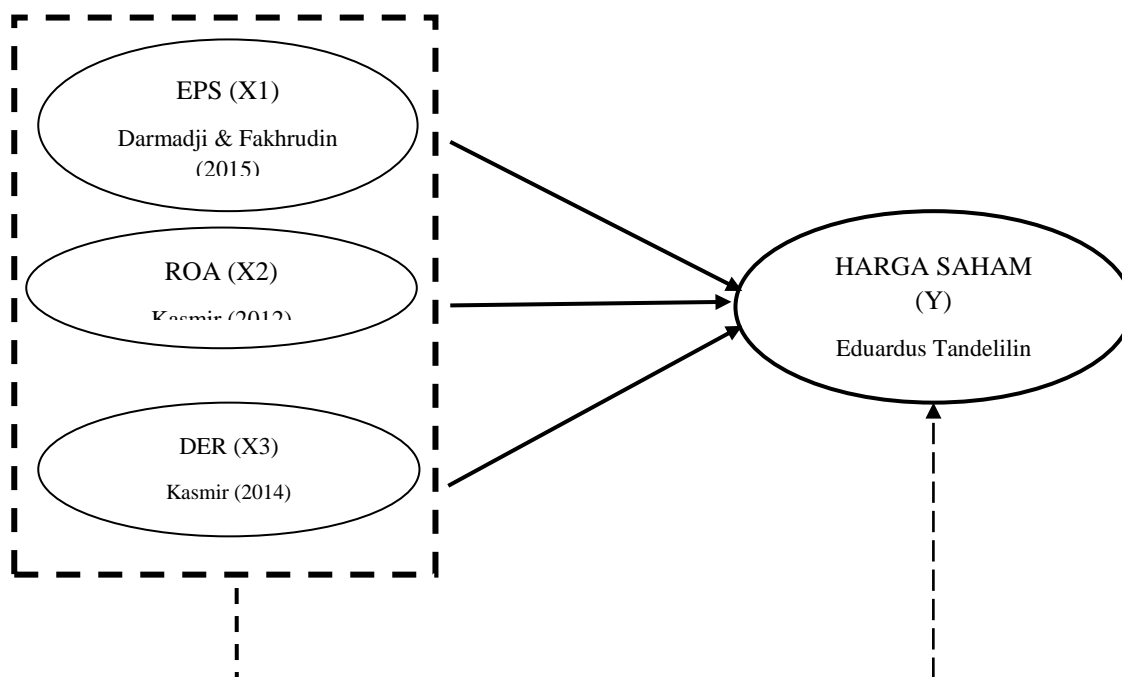 EPS (X1)
Darmadji & Fakhrudin
(2015)
ROA (X2)
Kasmir (2012)
DER (X3)
Kasmir (2014)
HARGA SAHAM
(Y)
Eduardus Tandelilin